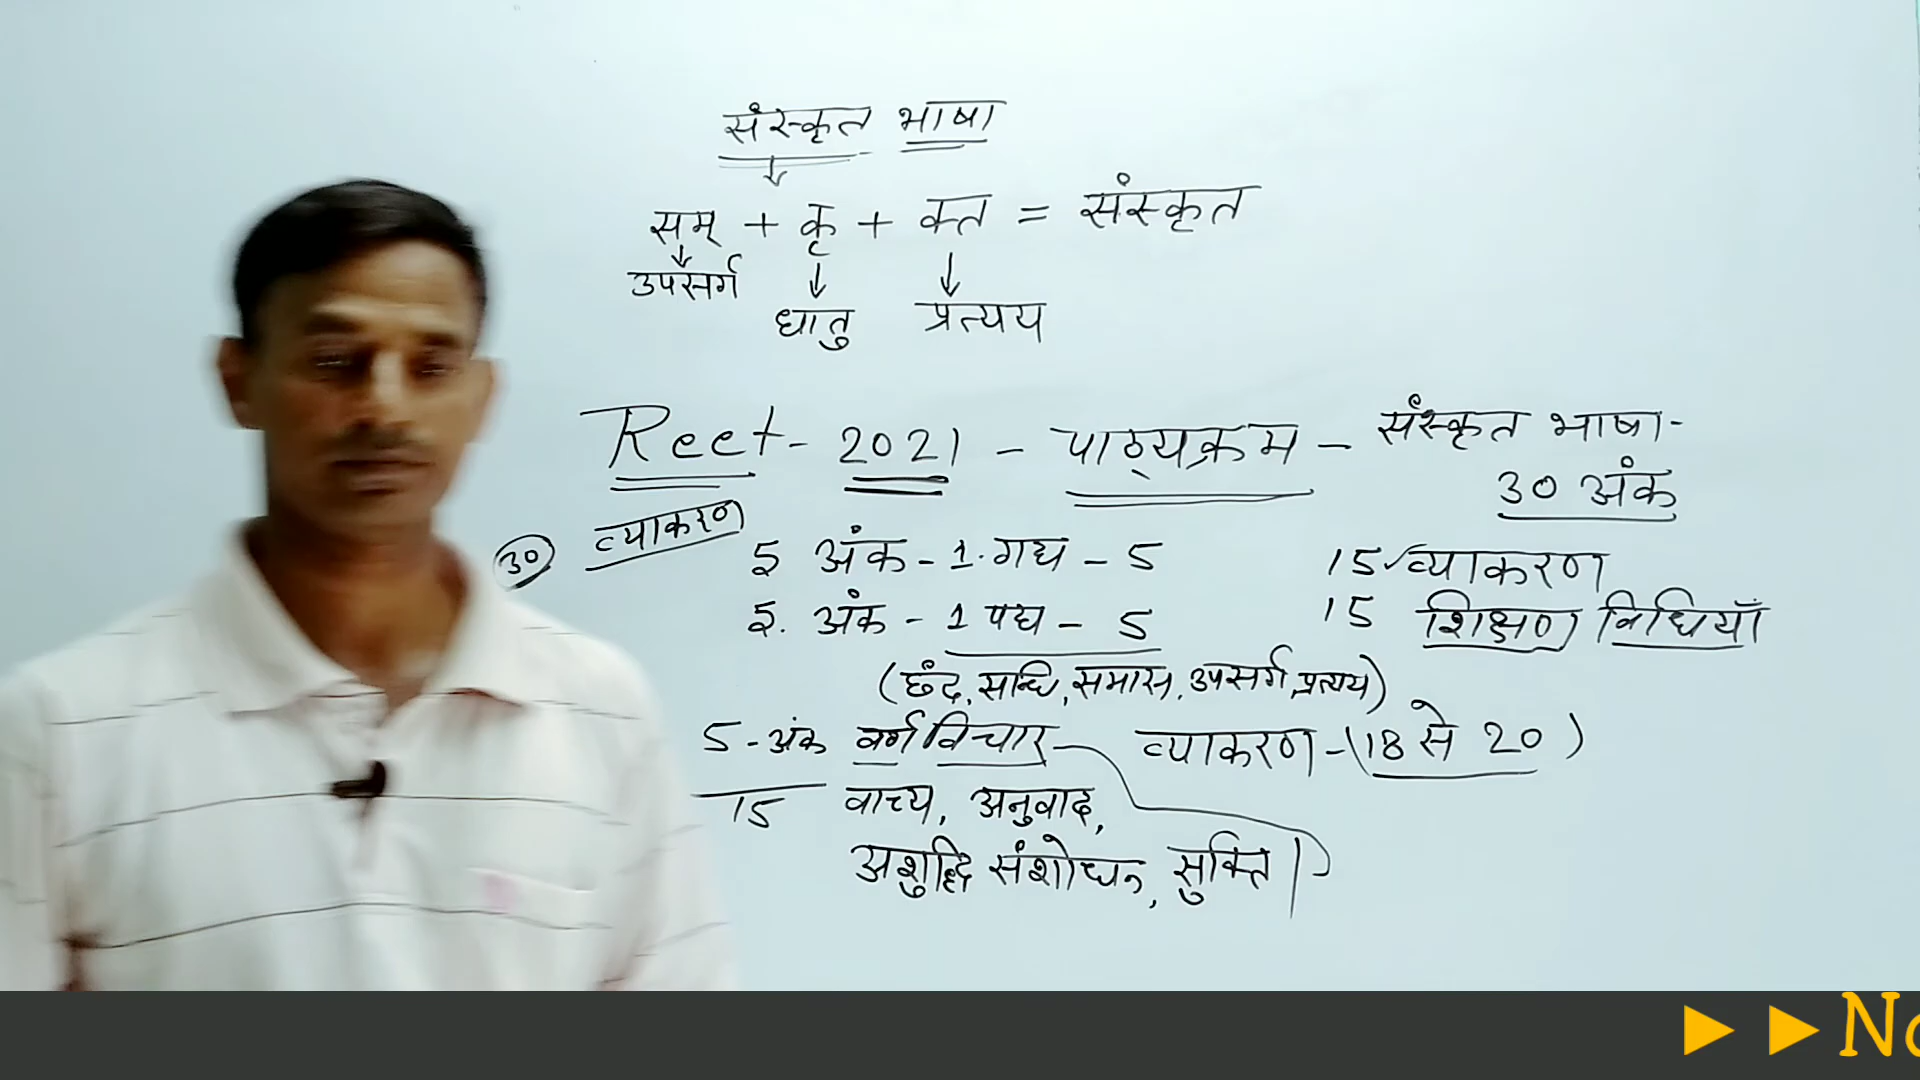 संस्कृत भाषा
सम् + कृ + क्त = संस्कृत
उपसर्ग
धातु प्रत्यय
Reet - 2021 - पाठ्यक्रम - संस्कृत भाषा -
30 अंक
30 व्याकरण
5 अंक - 1. गद्य - 5 15 व्याकरण
5. अंक - 1 पद्य - 5 15 शिक्षण विधियाँ
(छंद, सन्धि, समास, उपसर्ग, प्रत्यय)
5 - अंक वर्ण विचार व्याकरण - (18 से 20)
15 वाच्य, अनुवाद,
अशुद्धि संशोधन, सुक्ति
▶ ▶ No